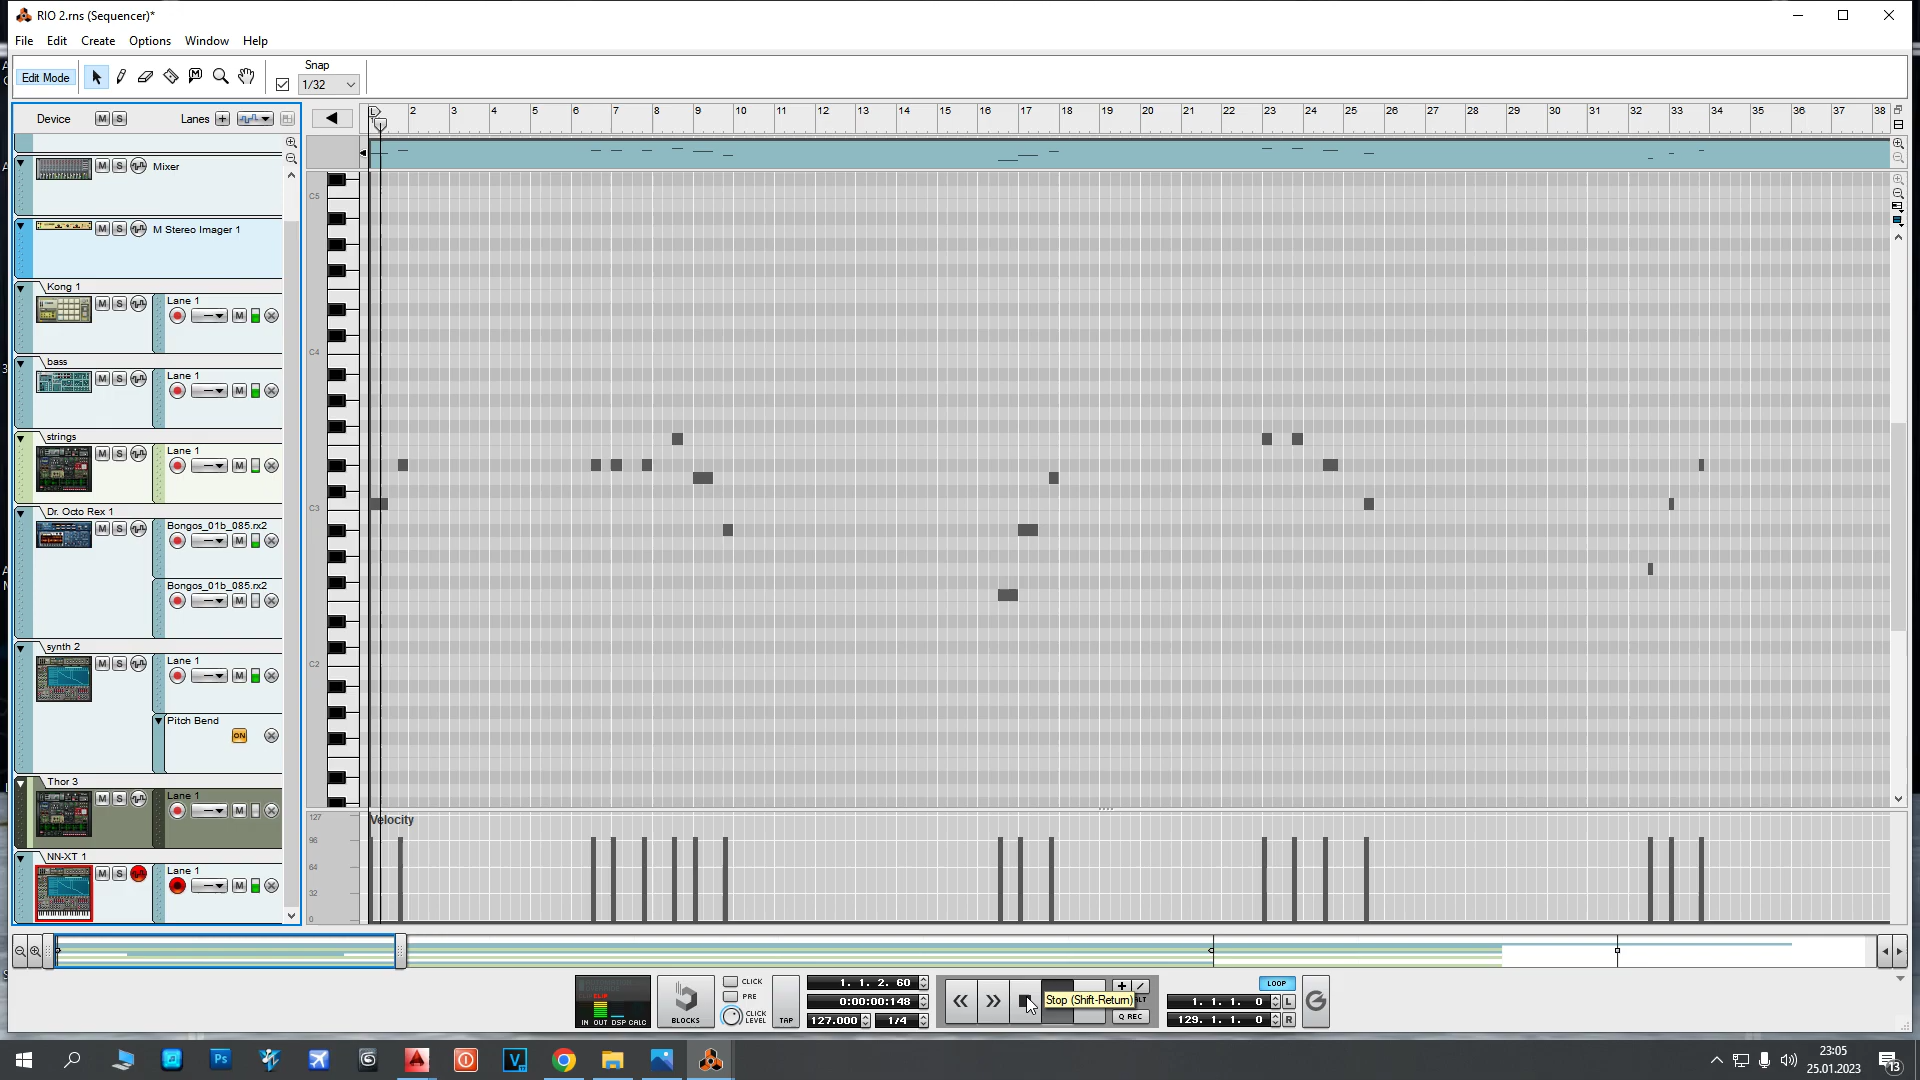 RIO 2.rns (Sequencer)*
File Edit Create Options Window Help
Edit Mode
Snap
1/32
Device M S Lanes
2 3 4 5 6 7 8 9 10 11 12 13 14 15 16 17 18 19 20 21 22 23 24 25 26 27 28 29 30 31 32 33 34 35 36 37 38
M S Mixer
M S M Stereo Imager 1
Kong 1
M S Lane 1
M
bass
M S Lane 1
M
strings
M S Lane 1
M
Dr. Octo Rex 1
M S Bongos_01b_085.rx2
M
Bongos_01b_085.rx2
M
synth 2
M S Lane 1
M
Pitch Bend
ON
Thor 3
M S Lane 1
M
NN-XT 1
M S Lane 1
M
C5
C4
C3
C2
Velocity
127
96
64
32
0
CLIP
IN OUT DSP CALC
BLOCKS
CLICK
PRE
CLICK
LEVEL
TAP
1. 1. 2. 60
0:00:00:148
127.000 1/4
Stop (Shift-Return)
Q REC
LOOP
1. 1. 1. 0 L
129. 1. 1. 0 R
Ps
23:05
25.01.2023
13